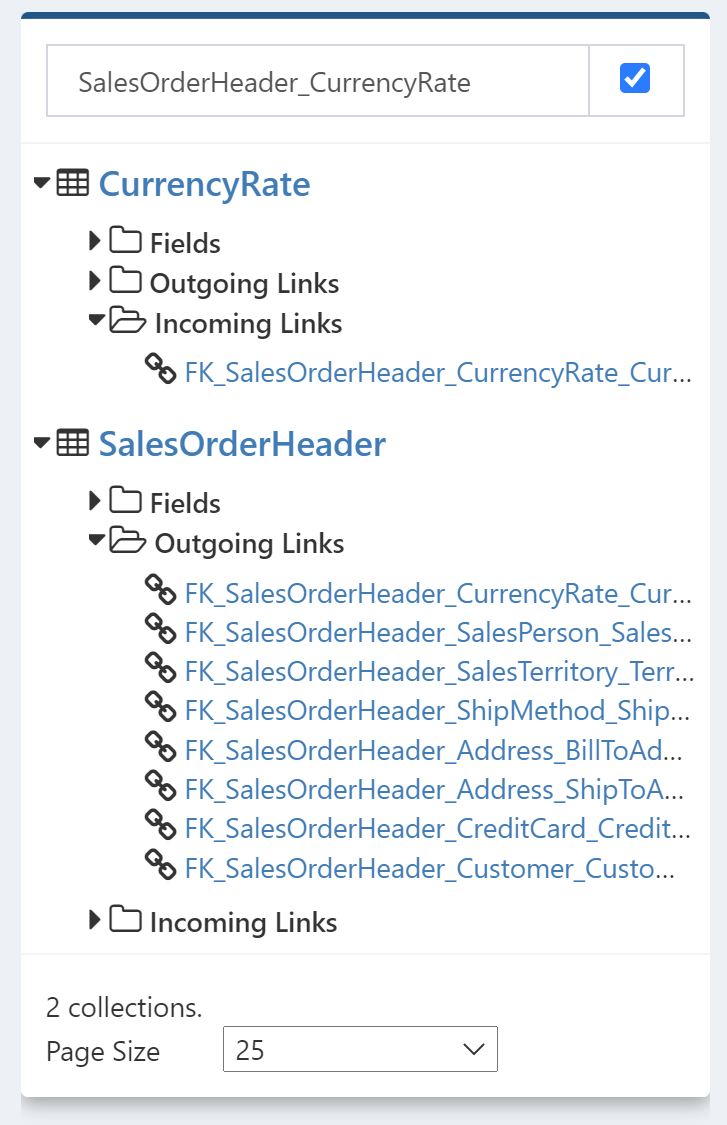 SalesOrderHeader_CurrencyRate
CurrencyRate
Fields
Outgoing Links
Incoming Links
FK_SalesOrderHeader_CurrencyRate_Cur...
SalesOrderHeader
Fields
Outgoing Links
FK_SalesOrderHeader_CurrencyRate_Cur...
FK_SalesOrderHeader_SalesPerson_Sales...
FK_SalesOrderHeader_SalesTerritory_Terr...
FK_SalesOrderHeader_ShipMethod_Ship...
FK_SalesOrderHeader_Address_BillToAd...
FK_SalesOrderHeader_Address_ShipToA...
FK_SalesOrderHeader_CreditCard_Credit...
FK_SalesOrderHeader_Customer_Custo...
Incoming Links
2 collections.
Page Size 25